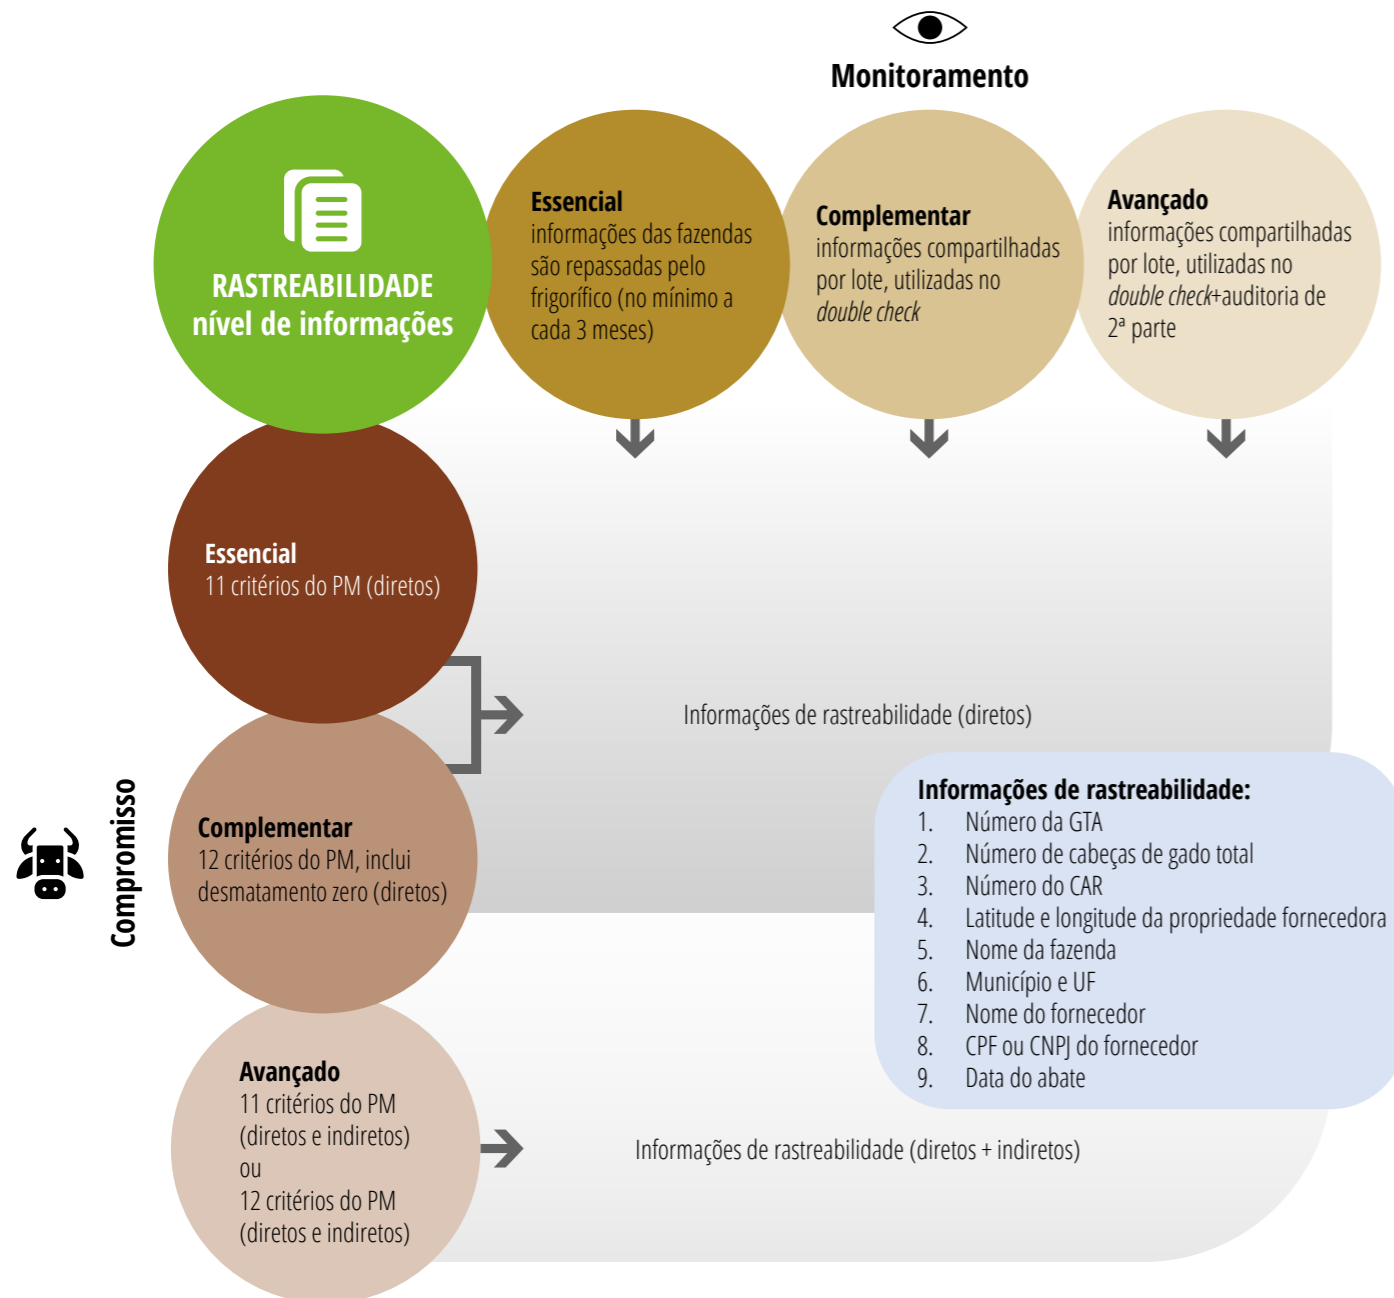 Monitoramento
RASTREABILIDADE
nível de informações
Essencial
informações das fazendas
são repassadas pelo
frigorífico (no mínimo a
cada 3 meses)
Complementar
informações compartilhadas
por lote, utilizadas no
double check
Avançado
informações compartilhadas
por lote, utilizadas no
double check+auditoria de
2ª parte
Compromisso
Essencial
11 critérios do PM (diretos)
Informações de rastreabilidade (diretos)
Complementar
12 critérios do PM, inclui
desmatamento zero (diretos)
Informações de rastreabilidade:
1. Número da GTA
2. Número de cabeças de gado total
3. Número do CAR
4. Latitude e longitude da propriedade fornecedora
5. Nome da fazenda
6. Município e UF
7. Nome do fornecedor
8. CPF ou CNPJ do fornecedor
9. Data do abate
Avançado
11 critérios do PM
(diretos e indiretos)
ou
12 critérios do PM
(diretos e indiretos)
Informações de rastreabilidade (diretos + indiretos)